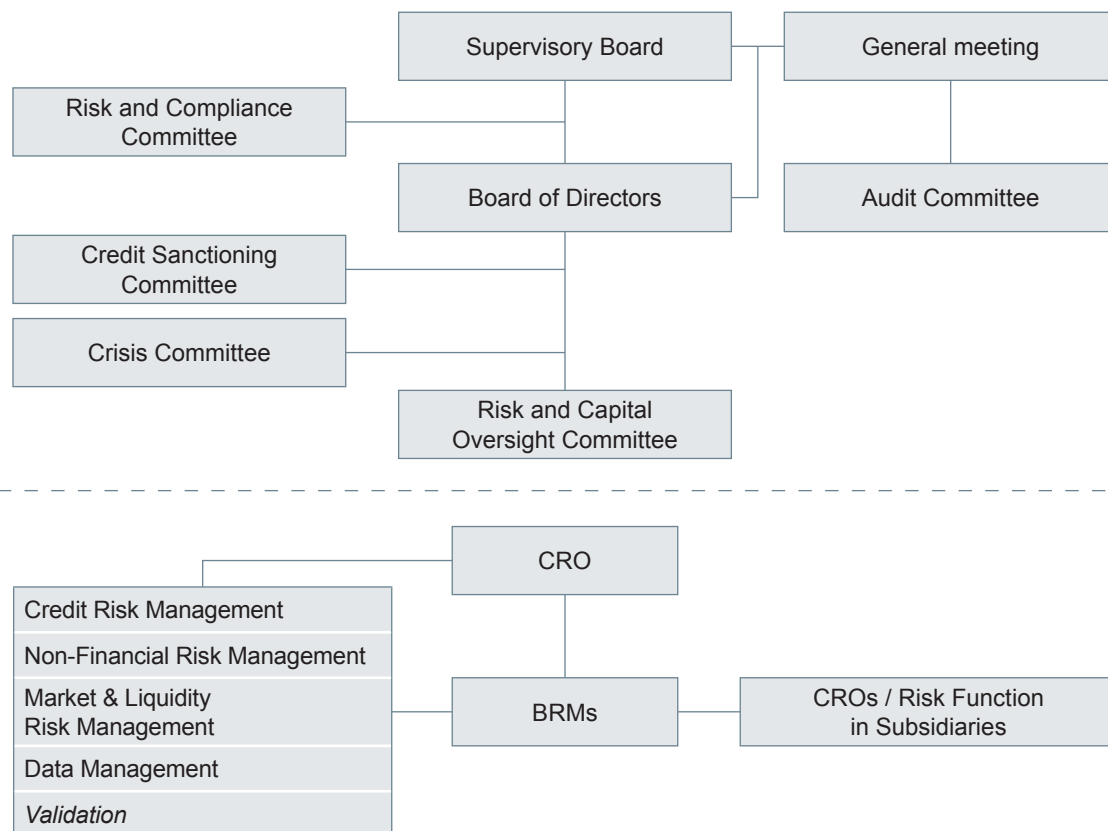 Supervisory Board
General meeting
Risk and Compliance
Committee
Board of Directors
Audit Committee
Credit Sanctioning
Committee
Crisis Committee
Risk and Capital
Oversight Committee
CRO
Credit Risk Management
Non-Financial Risk Management
Market & Liquidity
Risk Management
Data Management
Validation
BRMs
CROs / Risk Function
in Subsidiaries